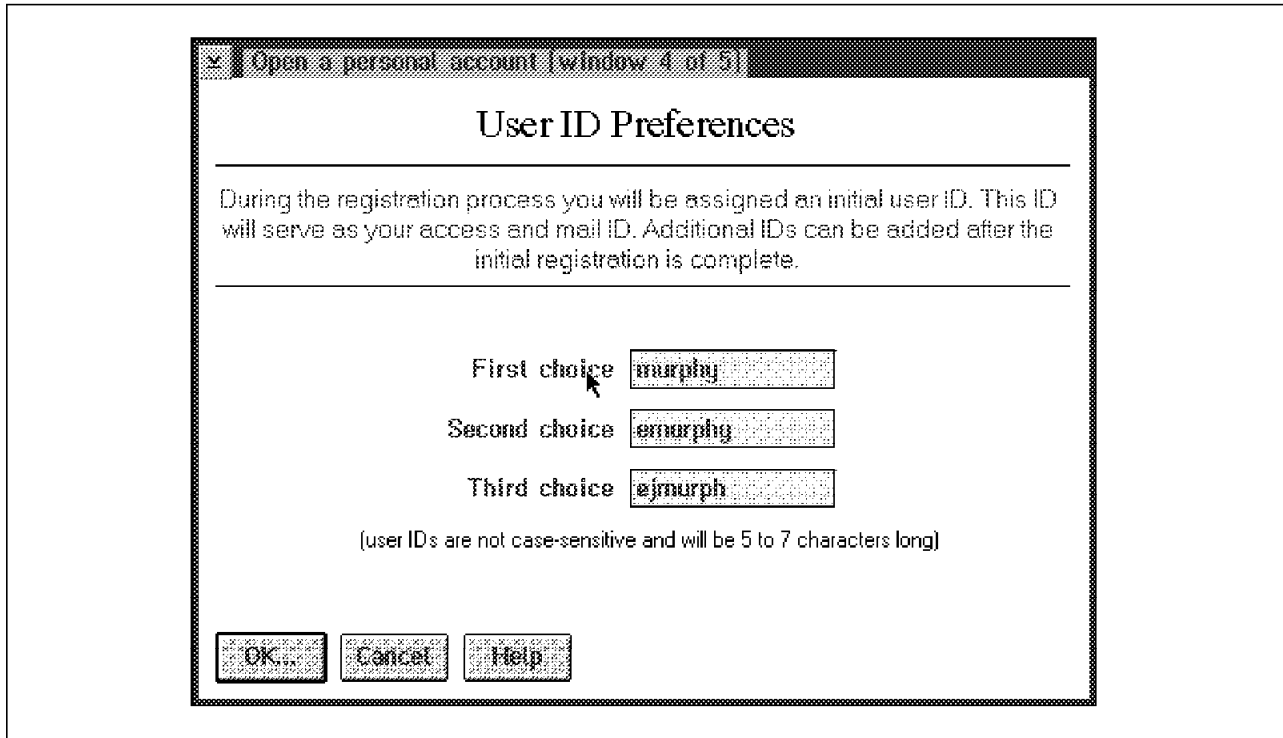 Open a personal account [window 4 of 5]
User ID Preferences
During the registration process you will be assigned an initial user ID. This ID
will serve as your access and mail ID. Additional IDs can be added after the
initial registration is complete.
First choice murphy
Second choice emurphy
Third choice ejmurph
(user IDs are not case-sensitive and will be 5 to 7 characters long)
OK... Cancel Help